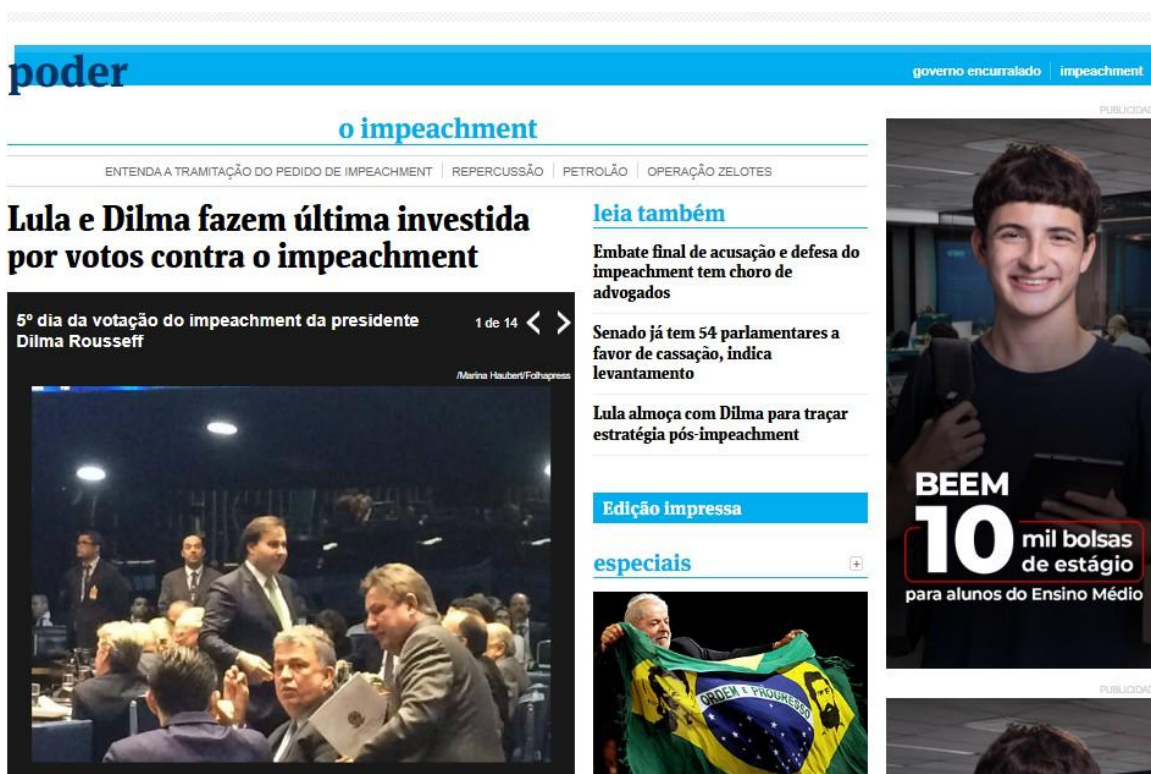 poder
governo encurralado
impeachment
o impeachment
ENTENDA A TRAMITAÇÃO DO PEDIDO DE IMPEACHMENT
REPERCUSSÃO
PETROLÃO
OPERAÇÃO ZELOTES
Lula e Dilma fazem última investida
por votos contra o impeachment
5º dia da votação do impeachment da presidente
Dilma Rousseff
1 de 14
/Marina Haubert/Folhapress
leia também
Embate final de acusação e defesa do
impeachment tem choro de
advogados
Senado já tem 54 parlamentares a
favor de cassação, indica
levantamento
Lula almoça com Dilma para traçar
estratégia pós-impeachment
Edição impressa
especiais
ORDEM E PROGRESSO
PUBLICIDAD
BEEM
10 mil bolsas
de estágio
para alunos do Ensino Médio
PUBLICIDAD